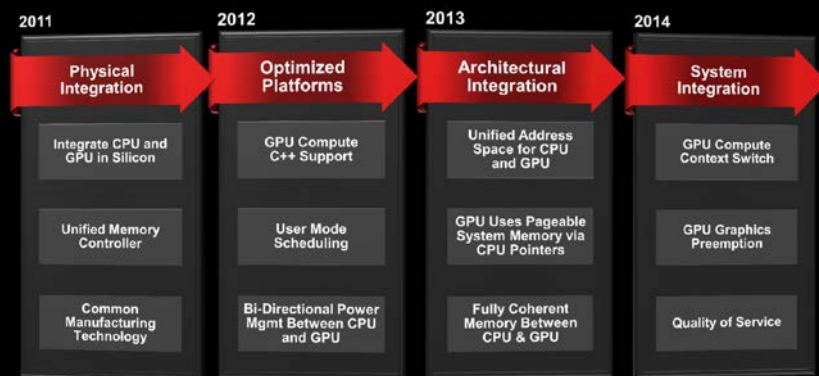 2011
Physical
Integration
Integrate CPU and
GPU in Silicon
Unified Memory
Controller
Common
Manufacturing
Technology
2012
Optimized
Platforms
GPU Compute
C++ Support
User Mode
Scheduling
Bi-Directional Power
Mgmt Between CPU
and GPU
2013
Architectural
Integration
Unified Address
Space for CPU
and GPU
GPU Uses Pageable
System Memory via
CPU Pointers
Fully Coherent
Memory Between
CPU & GPU
2014
System
Integration
GPU Compute
Context Switch
GPU Graphics
Preemption
Quality of Service